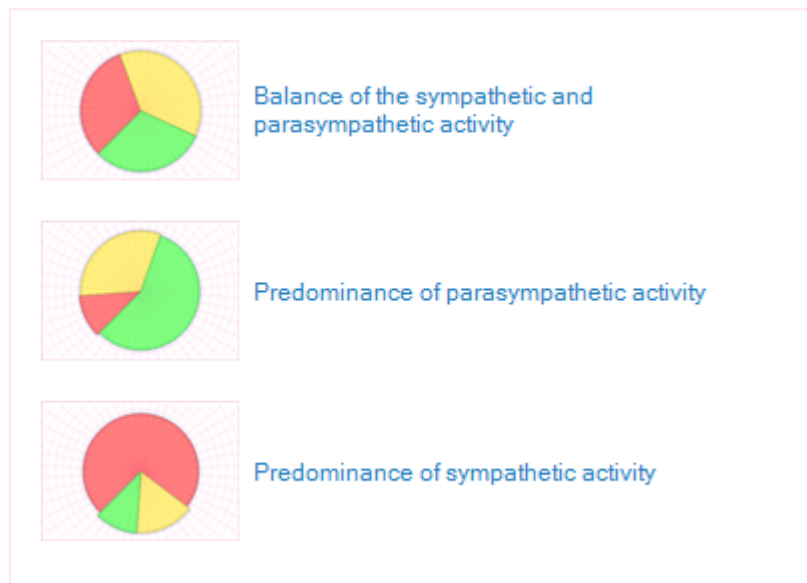 Balance of the sympathetic and
parasympathetic activity
Predominance of parasympathetic activity
Predominance of sympathetic activity